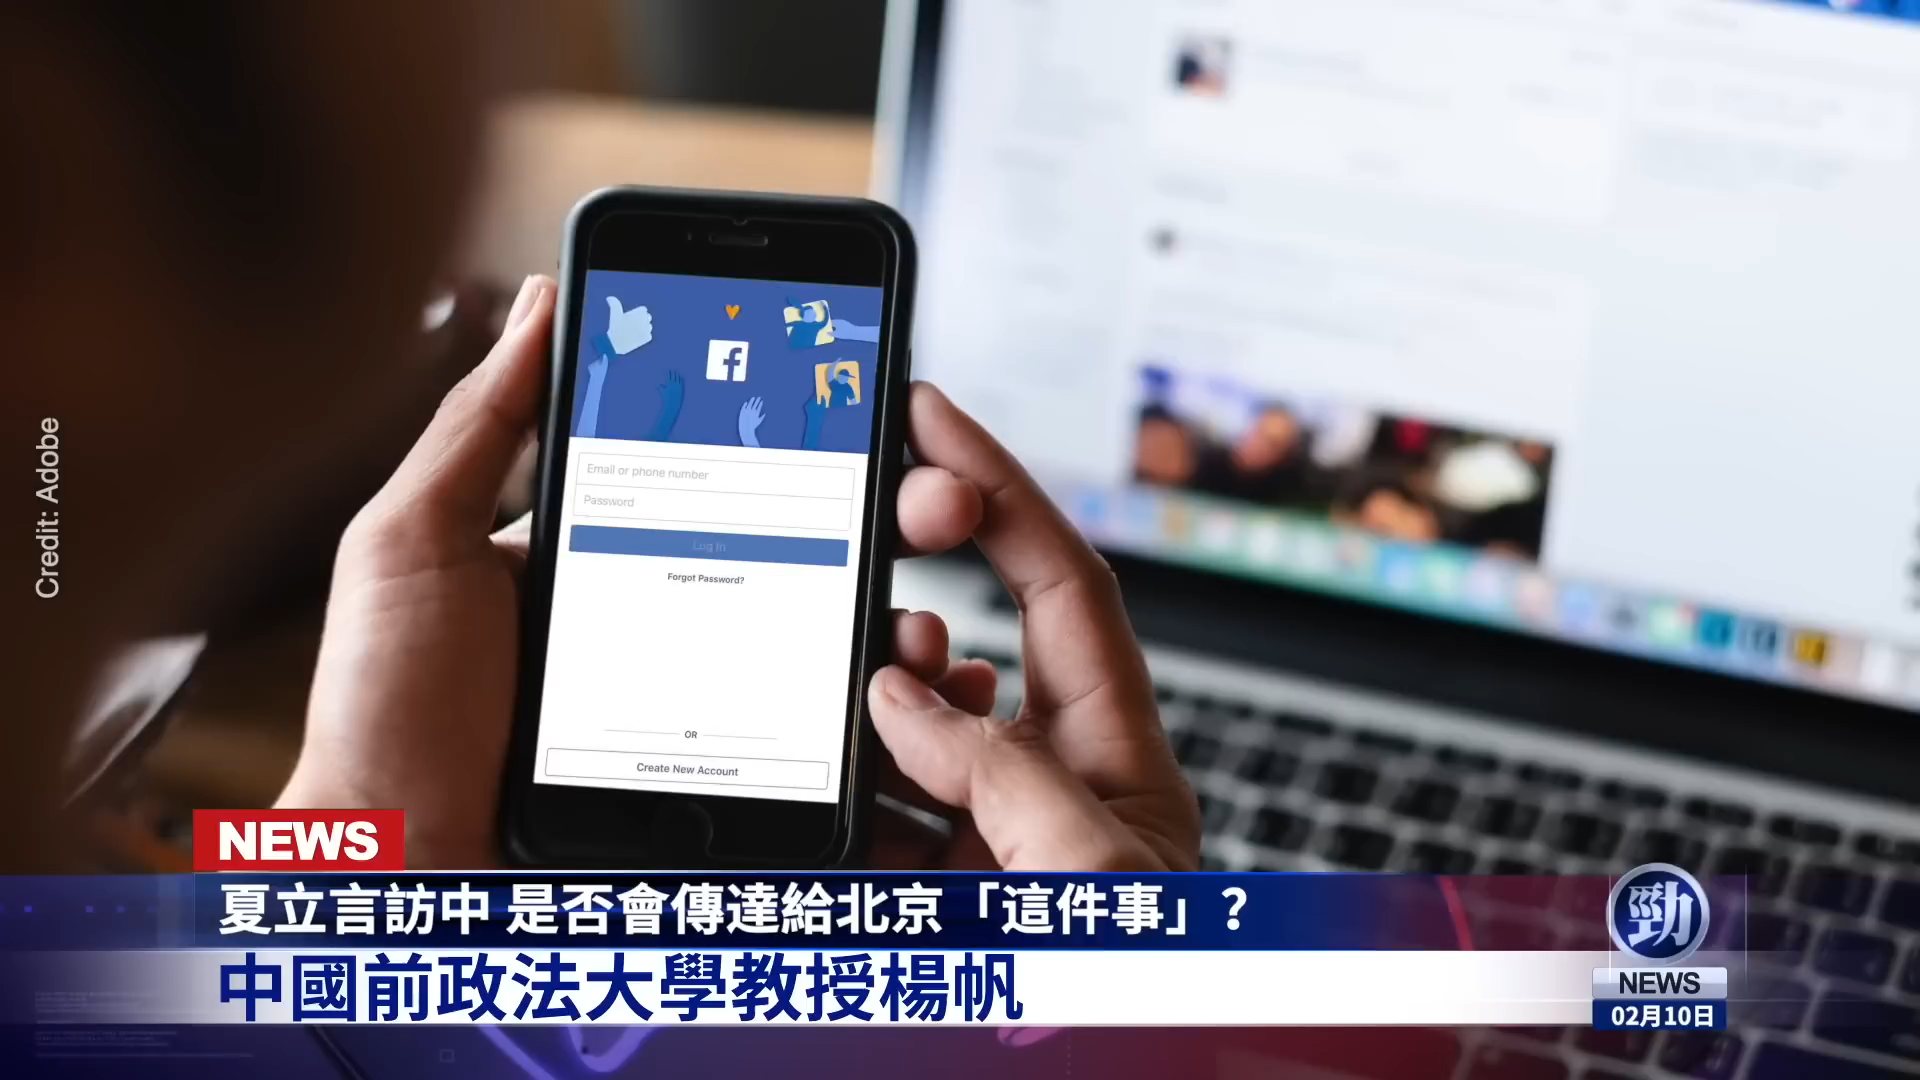 Credit: Adobe
Email or phone number
Password
Log In
Forgot Password?
OR
Create New Account
NEWS
夏立言訪中 是否會傳達給北京「這件事」？
中國前政法大學教授楊帆
勁
NEWS
02月10日